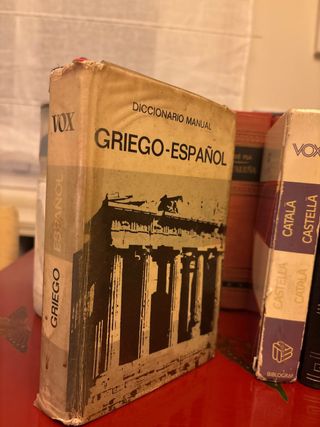 VOX
GRIEGO
ESPAÑOL
DICCIONARIO MANUAL
GRIEGO-ESPAÑOL
VOX
CASTELLÀ
CATALÀ
CATALÀ
CASTELLÀ
BIBLOGRAF